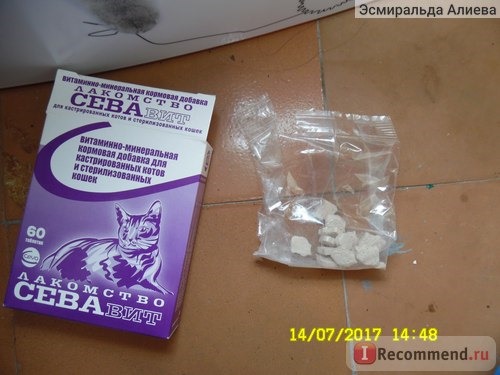 Эсмиральда Алиева
ВИТАМИННО-МИНЕРАЛЬНАЯ КОРМОВАЯ ДОБАВКА
ЛАКОМСТВО
СЕВАВИТ
для кастрированных котов и стерилизованных кошек
ВИТАМИННО-МИНЕРАЛЬНАЯ
КОРМОВАЯ ДОБАВКА ДЛЯ
КАСТРИРОВАННЫХ КОТОВ
И СТЕРИЛИЗОВАННЫХ
КОШЕК
60
таблеток
CEVA
ЛАКОМСТВО
СЕВАВИТ
14/07/2017 14:48
I Recommend.ru